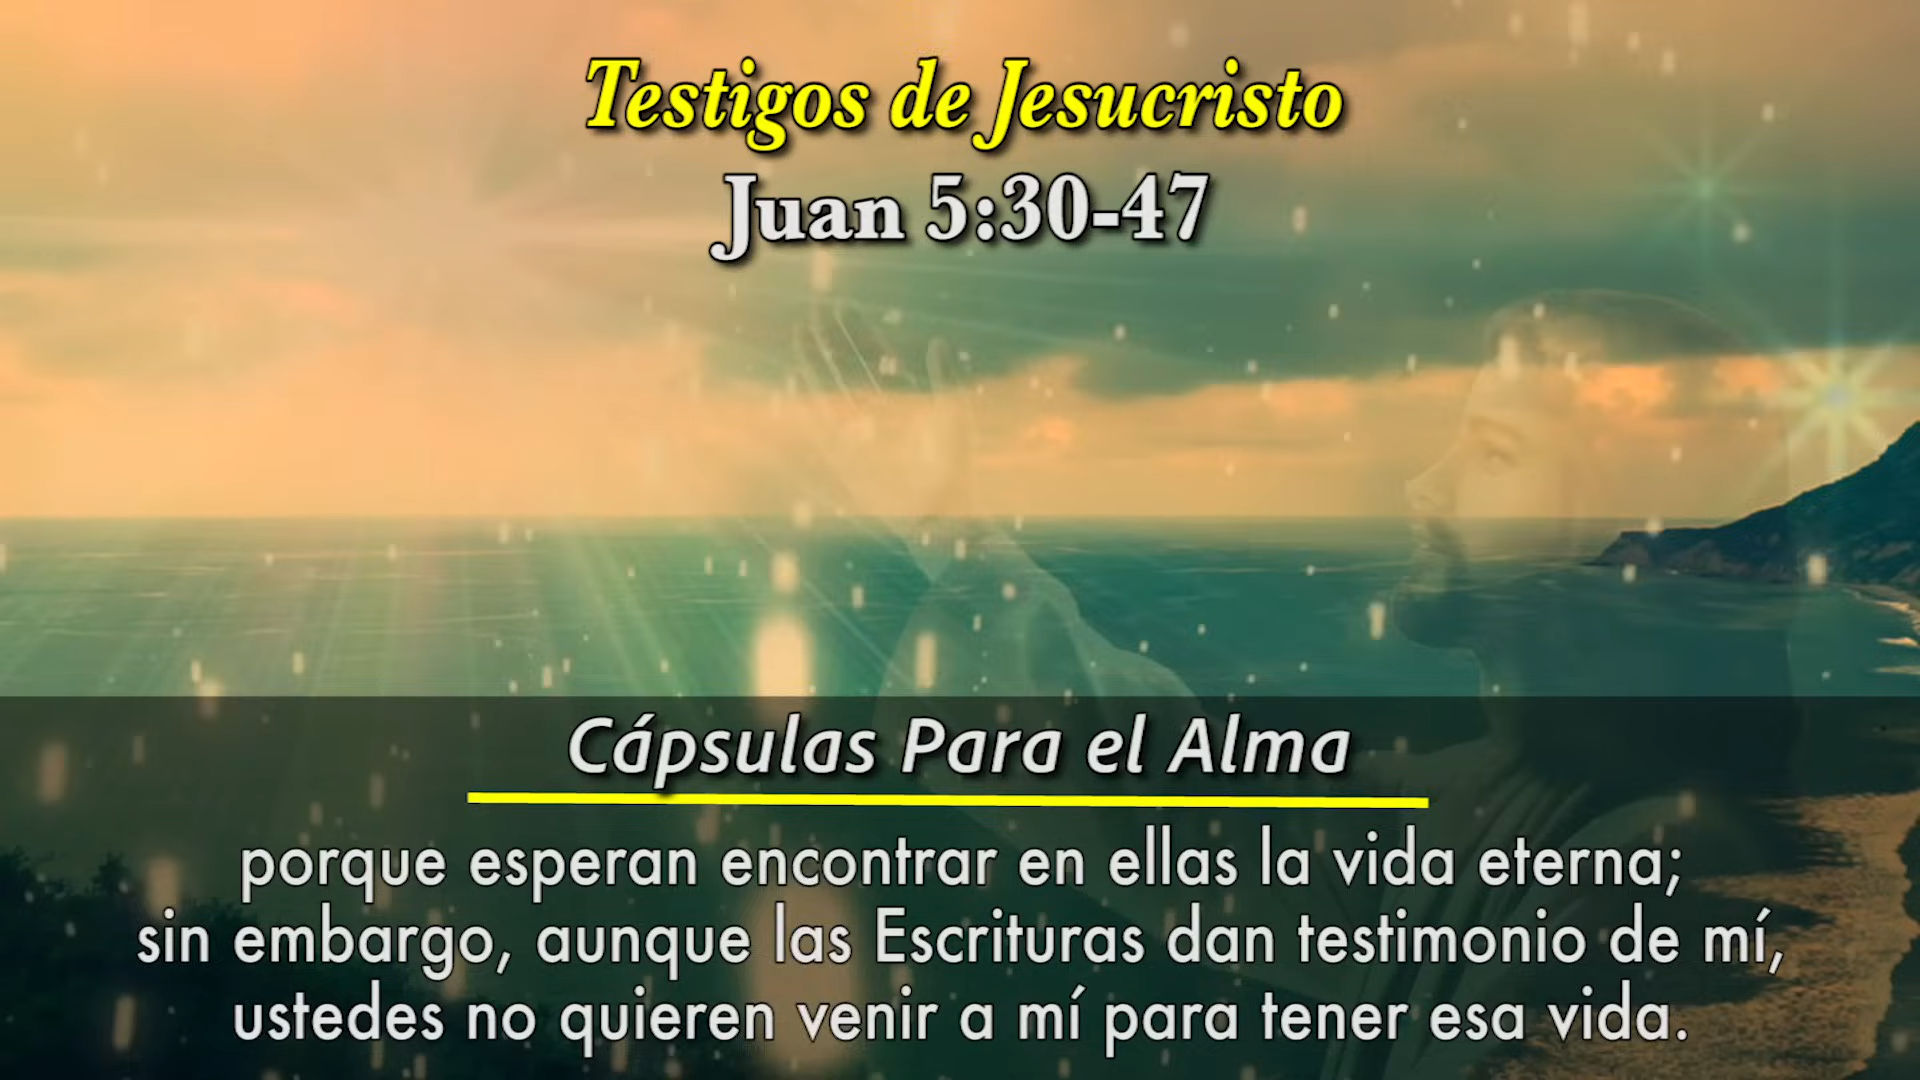 Testigos de Jesucristo
Juan 5:30-47
Cápsulas Para el Alma
porque esperan encontrar en ellas la vida eterna;
sin embargo, aunque las Escrituras dan testimonio de mí,
ustedes no quieren venir a mí para tener esa vida.